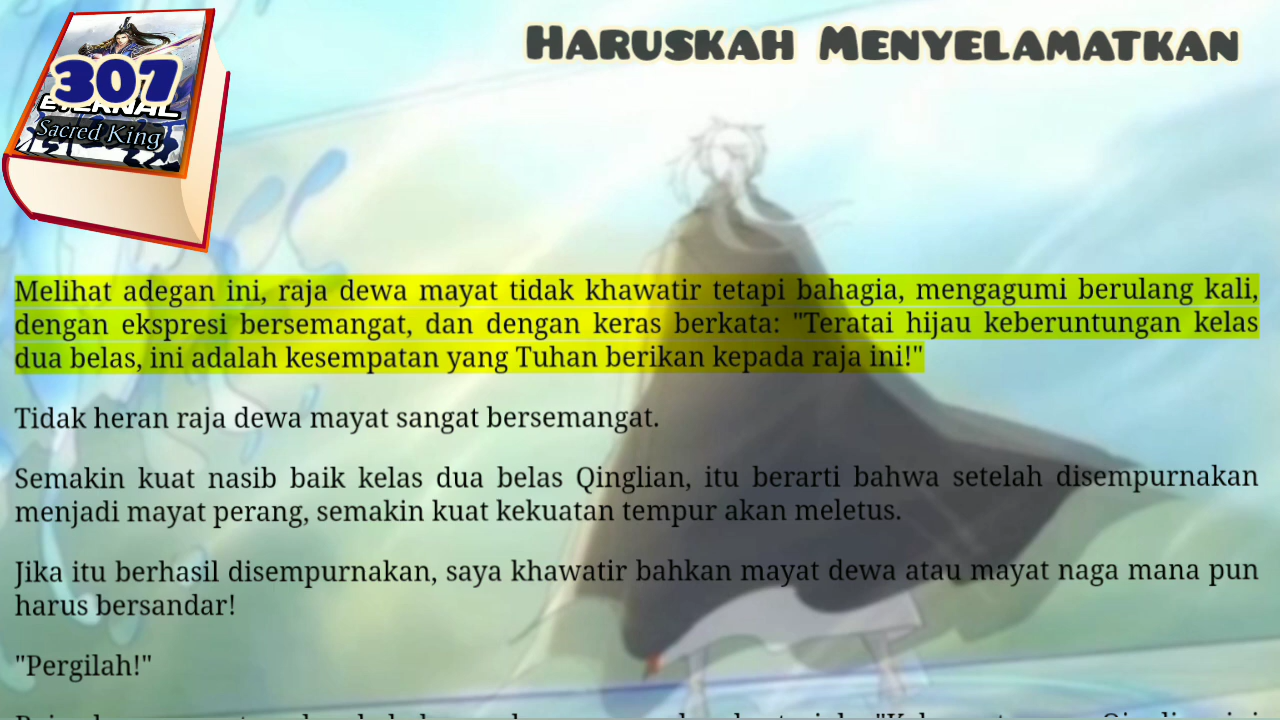 Haruskah Menyelamatkan
307
ETERNAL
Sacred King
Melihat adegan ini, raja dewa mayat tidak khawatir tetapi bahagia, mengagumi berulang kali,
dengan ekspresi bersemangat, dan dengan keras berkata: "Teratai hijau keberuntungan kelas
dua belas, ini adalah kesempatan yang Tuhan berikan kepada raja ini!"
Tidak heran raja dewa mayat sangat bersemangat.
Semakin kuat nasib baik kelas dua belas Qinglian, itu berarti bahwa setelah disempurnakan
menjadi mayat perang, semakin kuat kekuatan tempur akan meletus.
Jika itu berhasil disempurnakan, saya khawatir bahkan mayat dewa atau mayat naga mana pun
harus bersandar!
"Pergilah!"